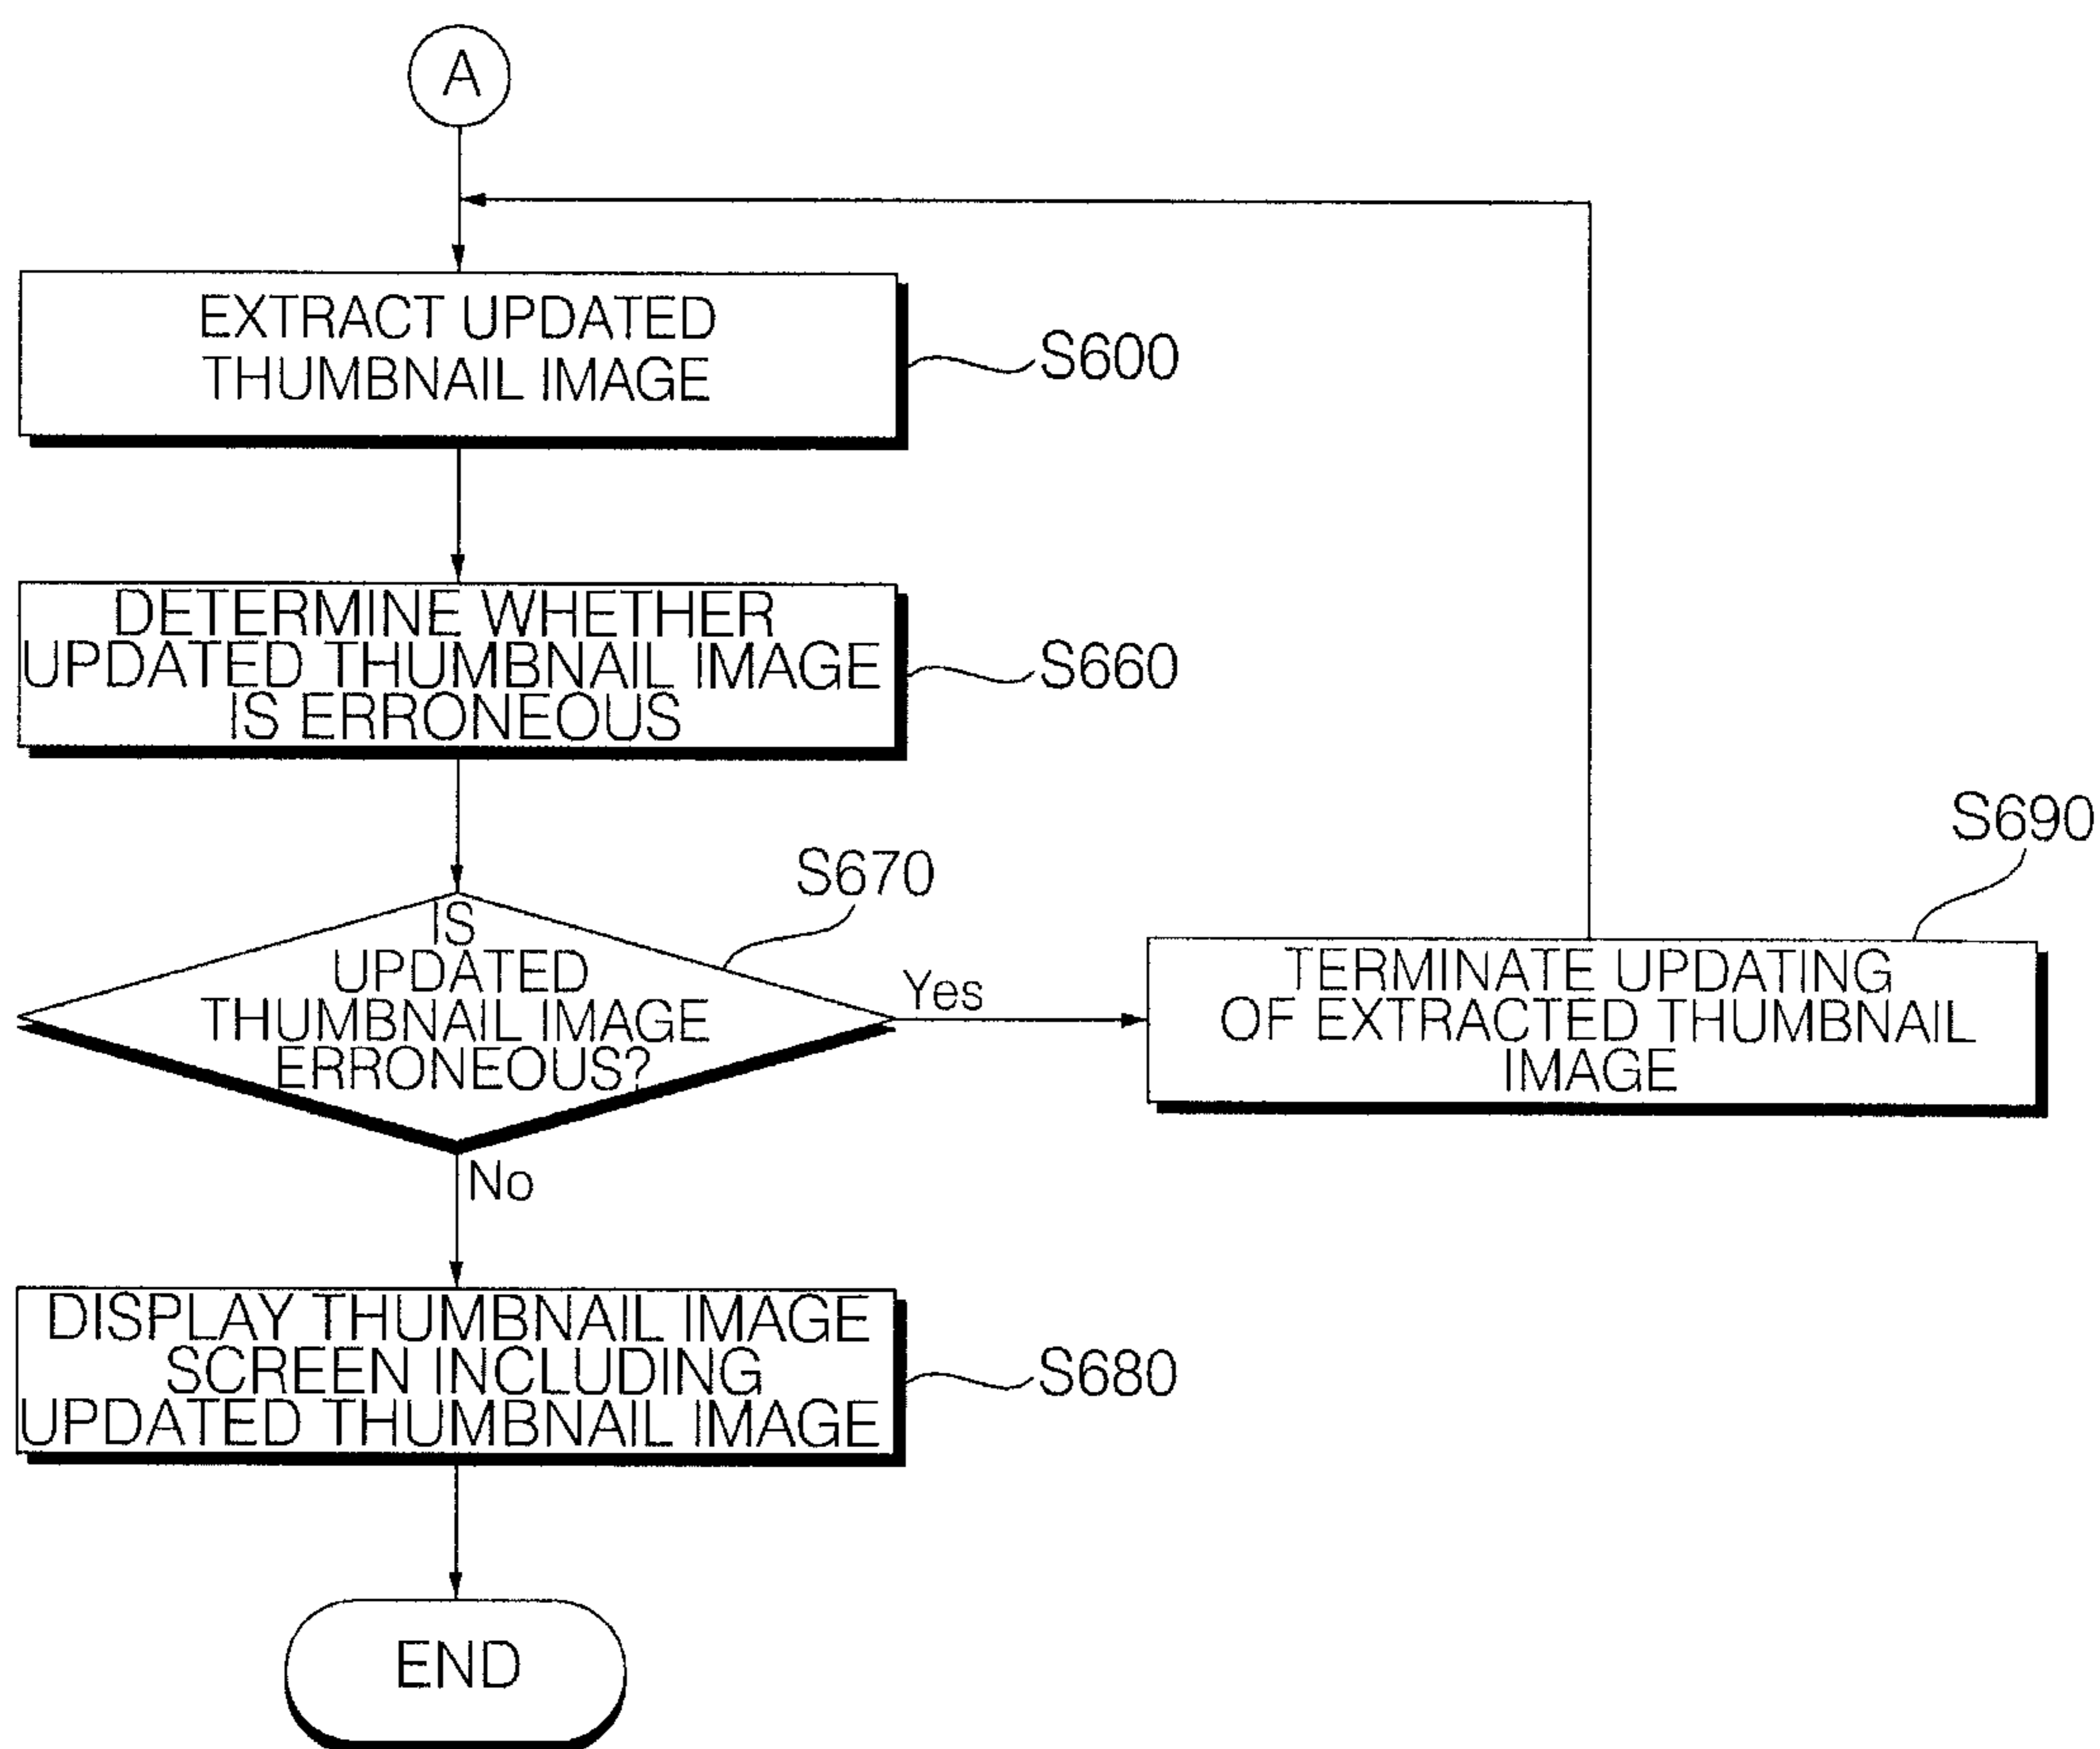 A
EXTRACT UPDATED
THUMBNAIL IMAGE
S600
DETERMINE WHETHER
UPDATED THUMBNAIL IMAGE
IS ERRONEOUS
S660
S670
IS
UPDATED
THUMBNAIL IMAGE
ERRONEOUS?
Yes
No
S690
TERMINATE UPDATING
OF EXTRACTED THUMBNAIL
IMAGE
DISPLAY THUMBNAIL IMAGE
SCREEN INCLUDING
UPDATED THUMBNAIL IMAGE
S680
END